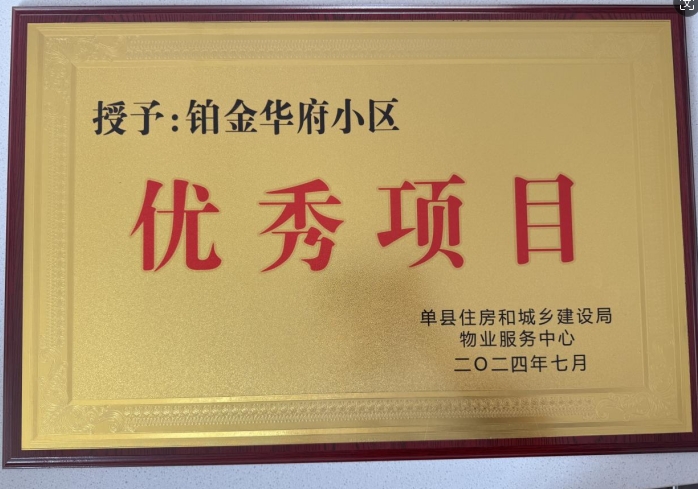 授予:铂金华府小区
优秀项目
单县住房和城乡建设局
物业服务中心
二〇二四年七月